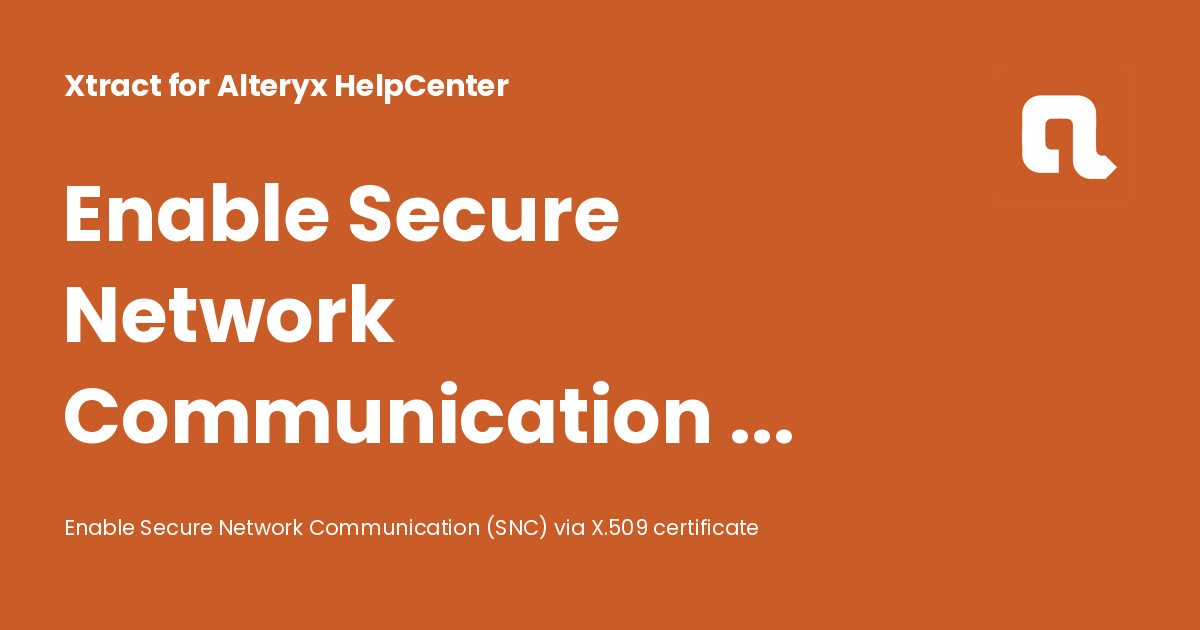 Xtract for Alteryx HelpCenter
Enable Secure
Network
Communication ...
Enable Secure Network Communication (SNC) via X.509 certificate